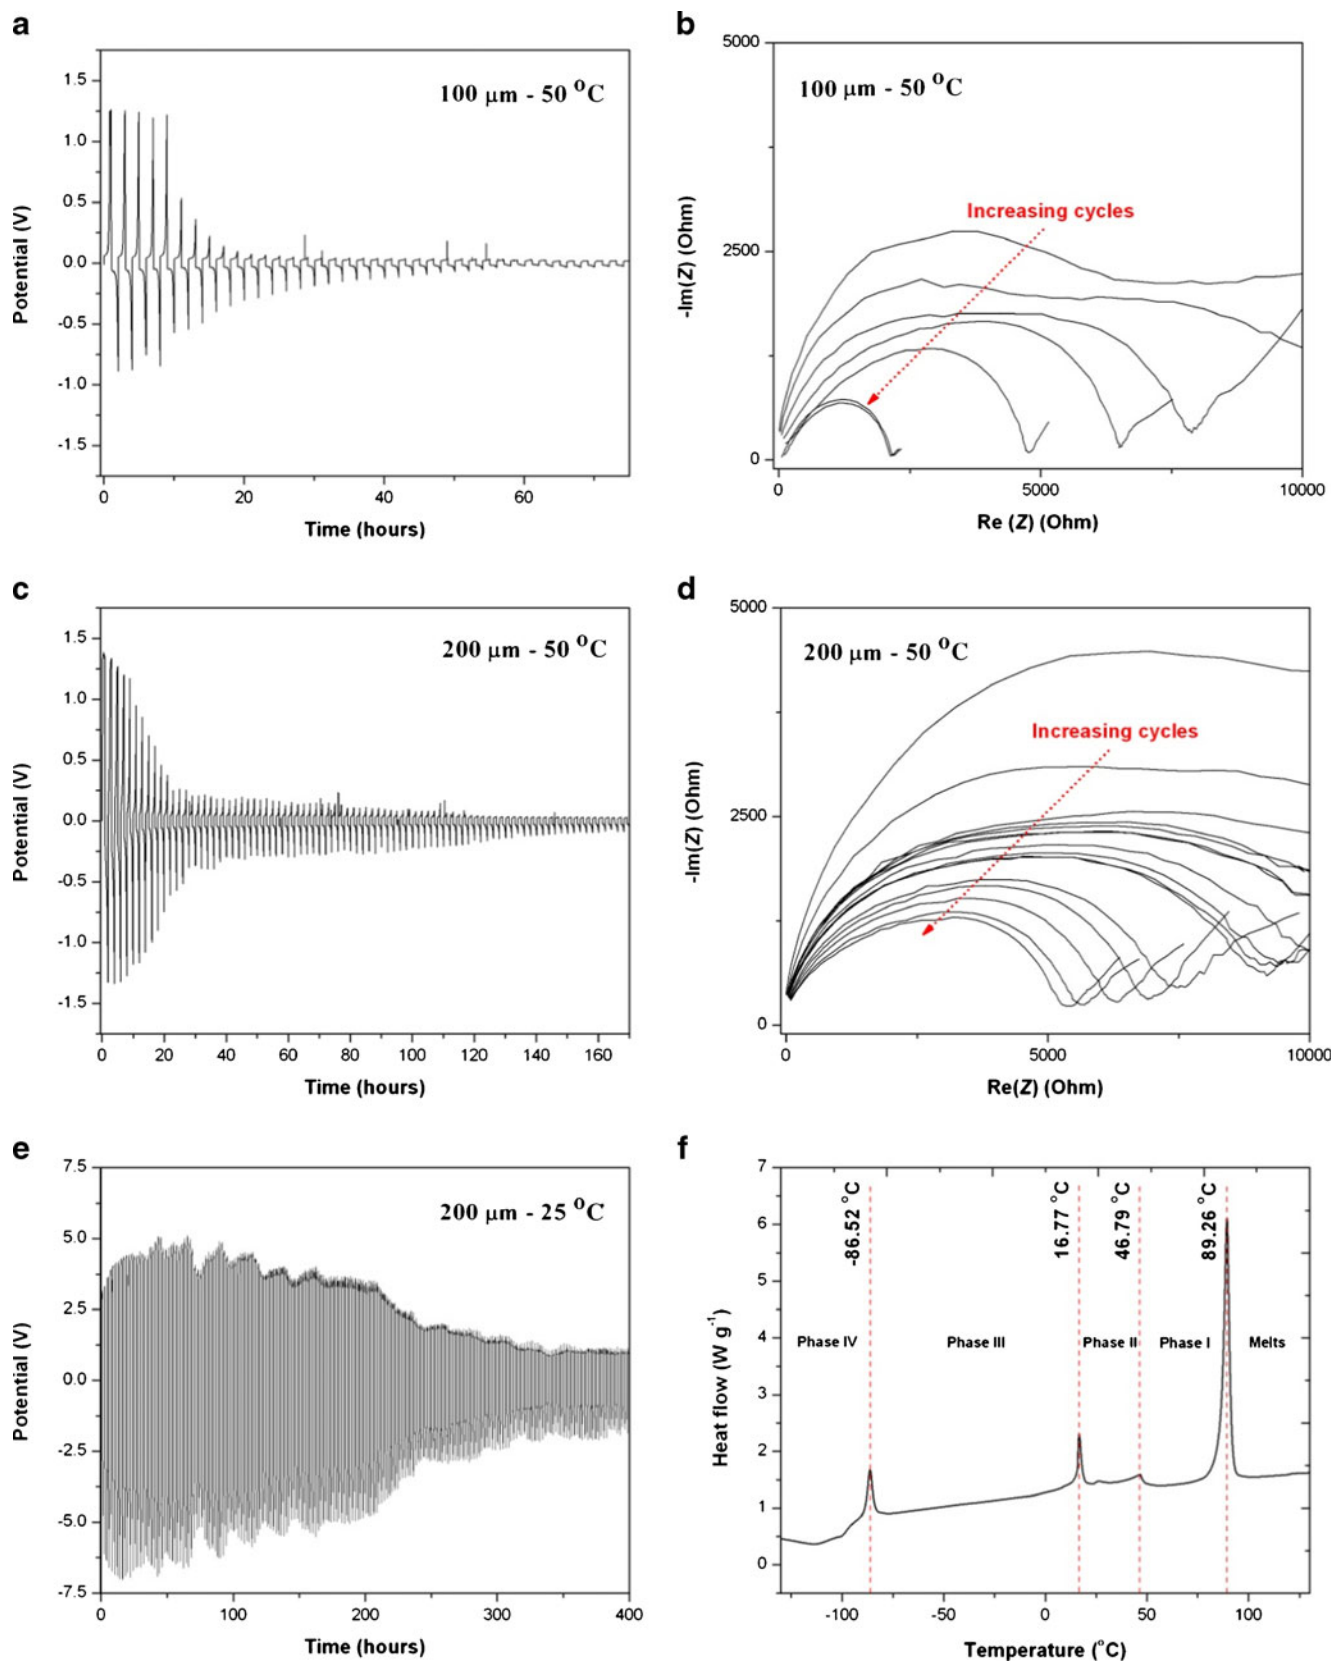 a
100 μm - 50 °C
1.5
1.0
0.5
0.0
-0.5
-1.0
-1.5
Potential (V)
0
20
40
60
Time (hours)
b
5000
100 μm - 50 °C
Increasing cycles
2500
0
-Im(Z) (Ohm)
0
5000
10000
Re (Z) (Ohm)
c
200 μm - 50 °C
1.5
1.0
0.5
0.0
-0.5
-1.0
-1.5
Potential (V)
0
20
40
60
80
100
120
140
160
Time (hours)
d
5000
200 μm - 50 °C
Increasing cycles
2500
0
-Im(Z) (Ohm)
0
5000
10000
Re(Z) (Ohm)
e
7.5
200 μm - 25 °C
5.0
2.5
0.0
-2.5
-5.0
-7.5
Potential (V)
0
100
200
300
400
Time (hours)
f
7
6
5
4
3
2
1
0
Heat flow (W g⁻¹)
-86.52 °C
16.77 °C
46.79 °C
89.26 °C
Phase IV
Phase III
Phase II
Phase I
Melts
-100
-50
0
50
100
Temperature (°C)